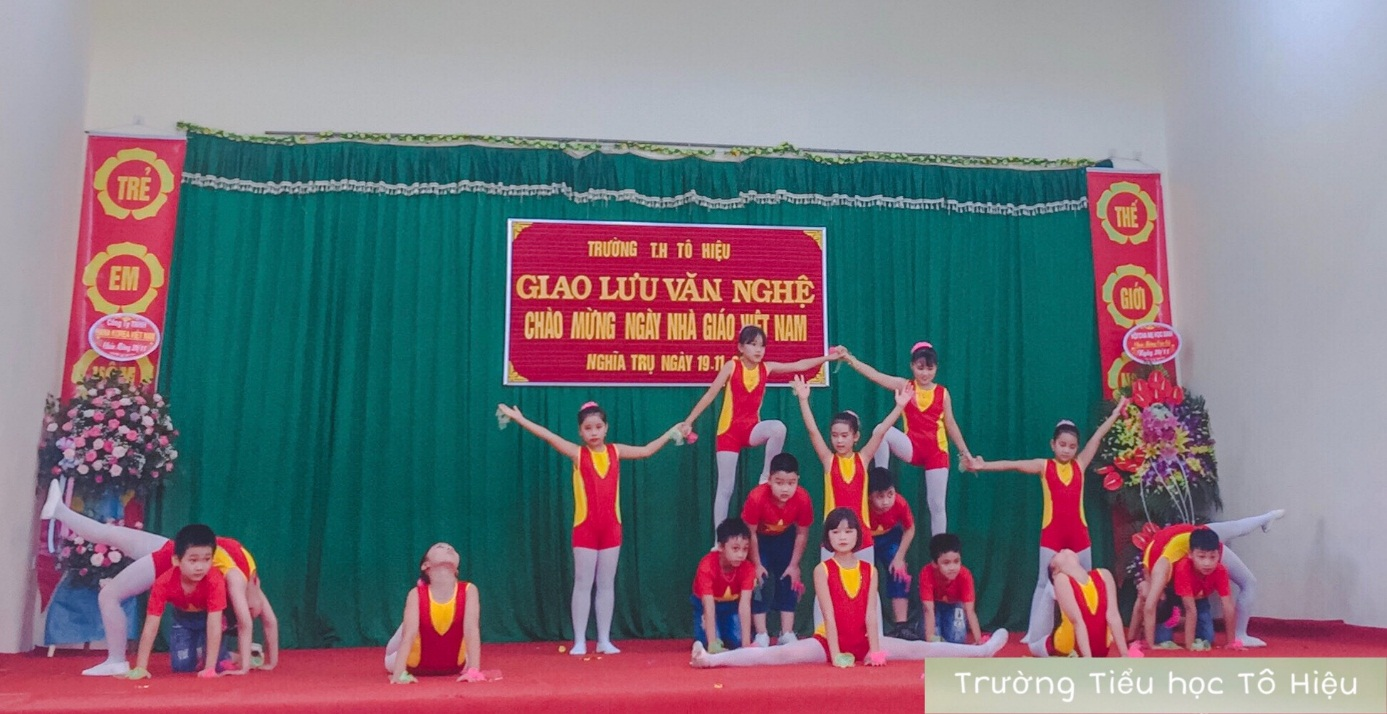 TRẺ
EM
TRƯỜNG T.H TÔ HIỆU
GIAO LƯU VĂN NGHỆ
CHÀO MỪNG NGÀY NHÀ GIÁO VIỆT NAM
NGHĨA TRỤ NGÀY 19-11
THẾ
GIỚI
Trường Tiểu học Tô Hiệu